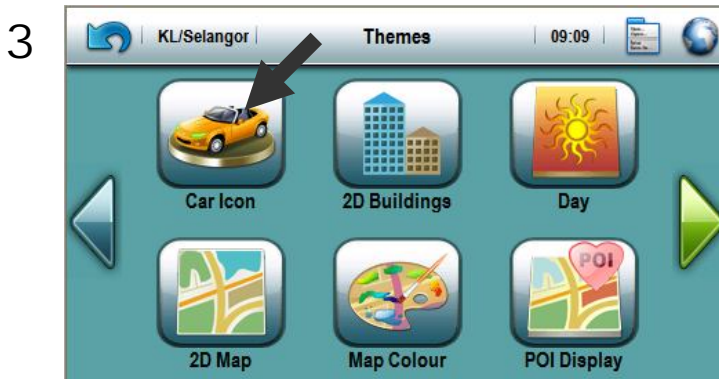 3
KL/Selangor Themes 09:09
Car Icon 2D Buildings Day
POI
2D Map Map Colour POI Display